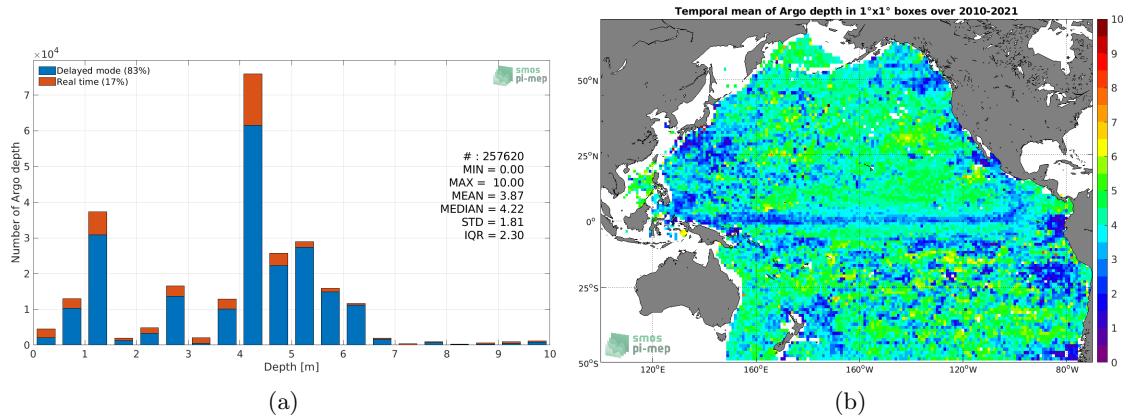 ×10⁴
Delayed mode (83%)
Real time (17%)
smos
pi-mep
# : 257620
MIN = 0.00
MAX = 10.00
MEAN = 3.87
MEDIAN = 4.22
STD = 1.81
IQR = 2.30
Number of Argo depth
7
6
5
4
3
2
1
0
0 1 2 3 4 5 6 7 8 9 10
Depth [m]
(a)
Temporal mean of Argo depth in 1°x1° boxes over 2010-2021
50°N
25°N
0°
25°S
50°S
120°E 160°E 160°W 120°W 80°W
smos
pi-mep
10
9
8
7
6
5
4
3
2
1
0
(b)